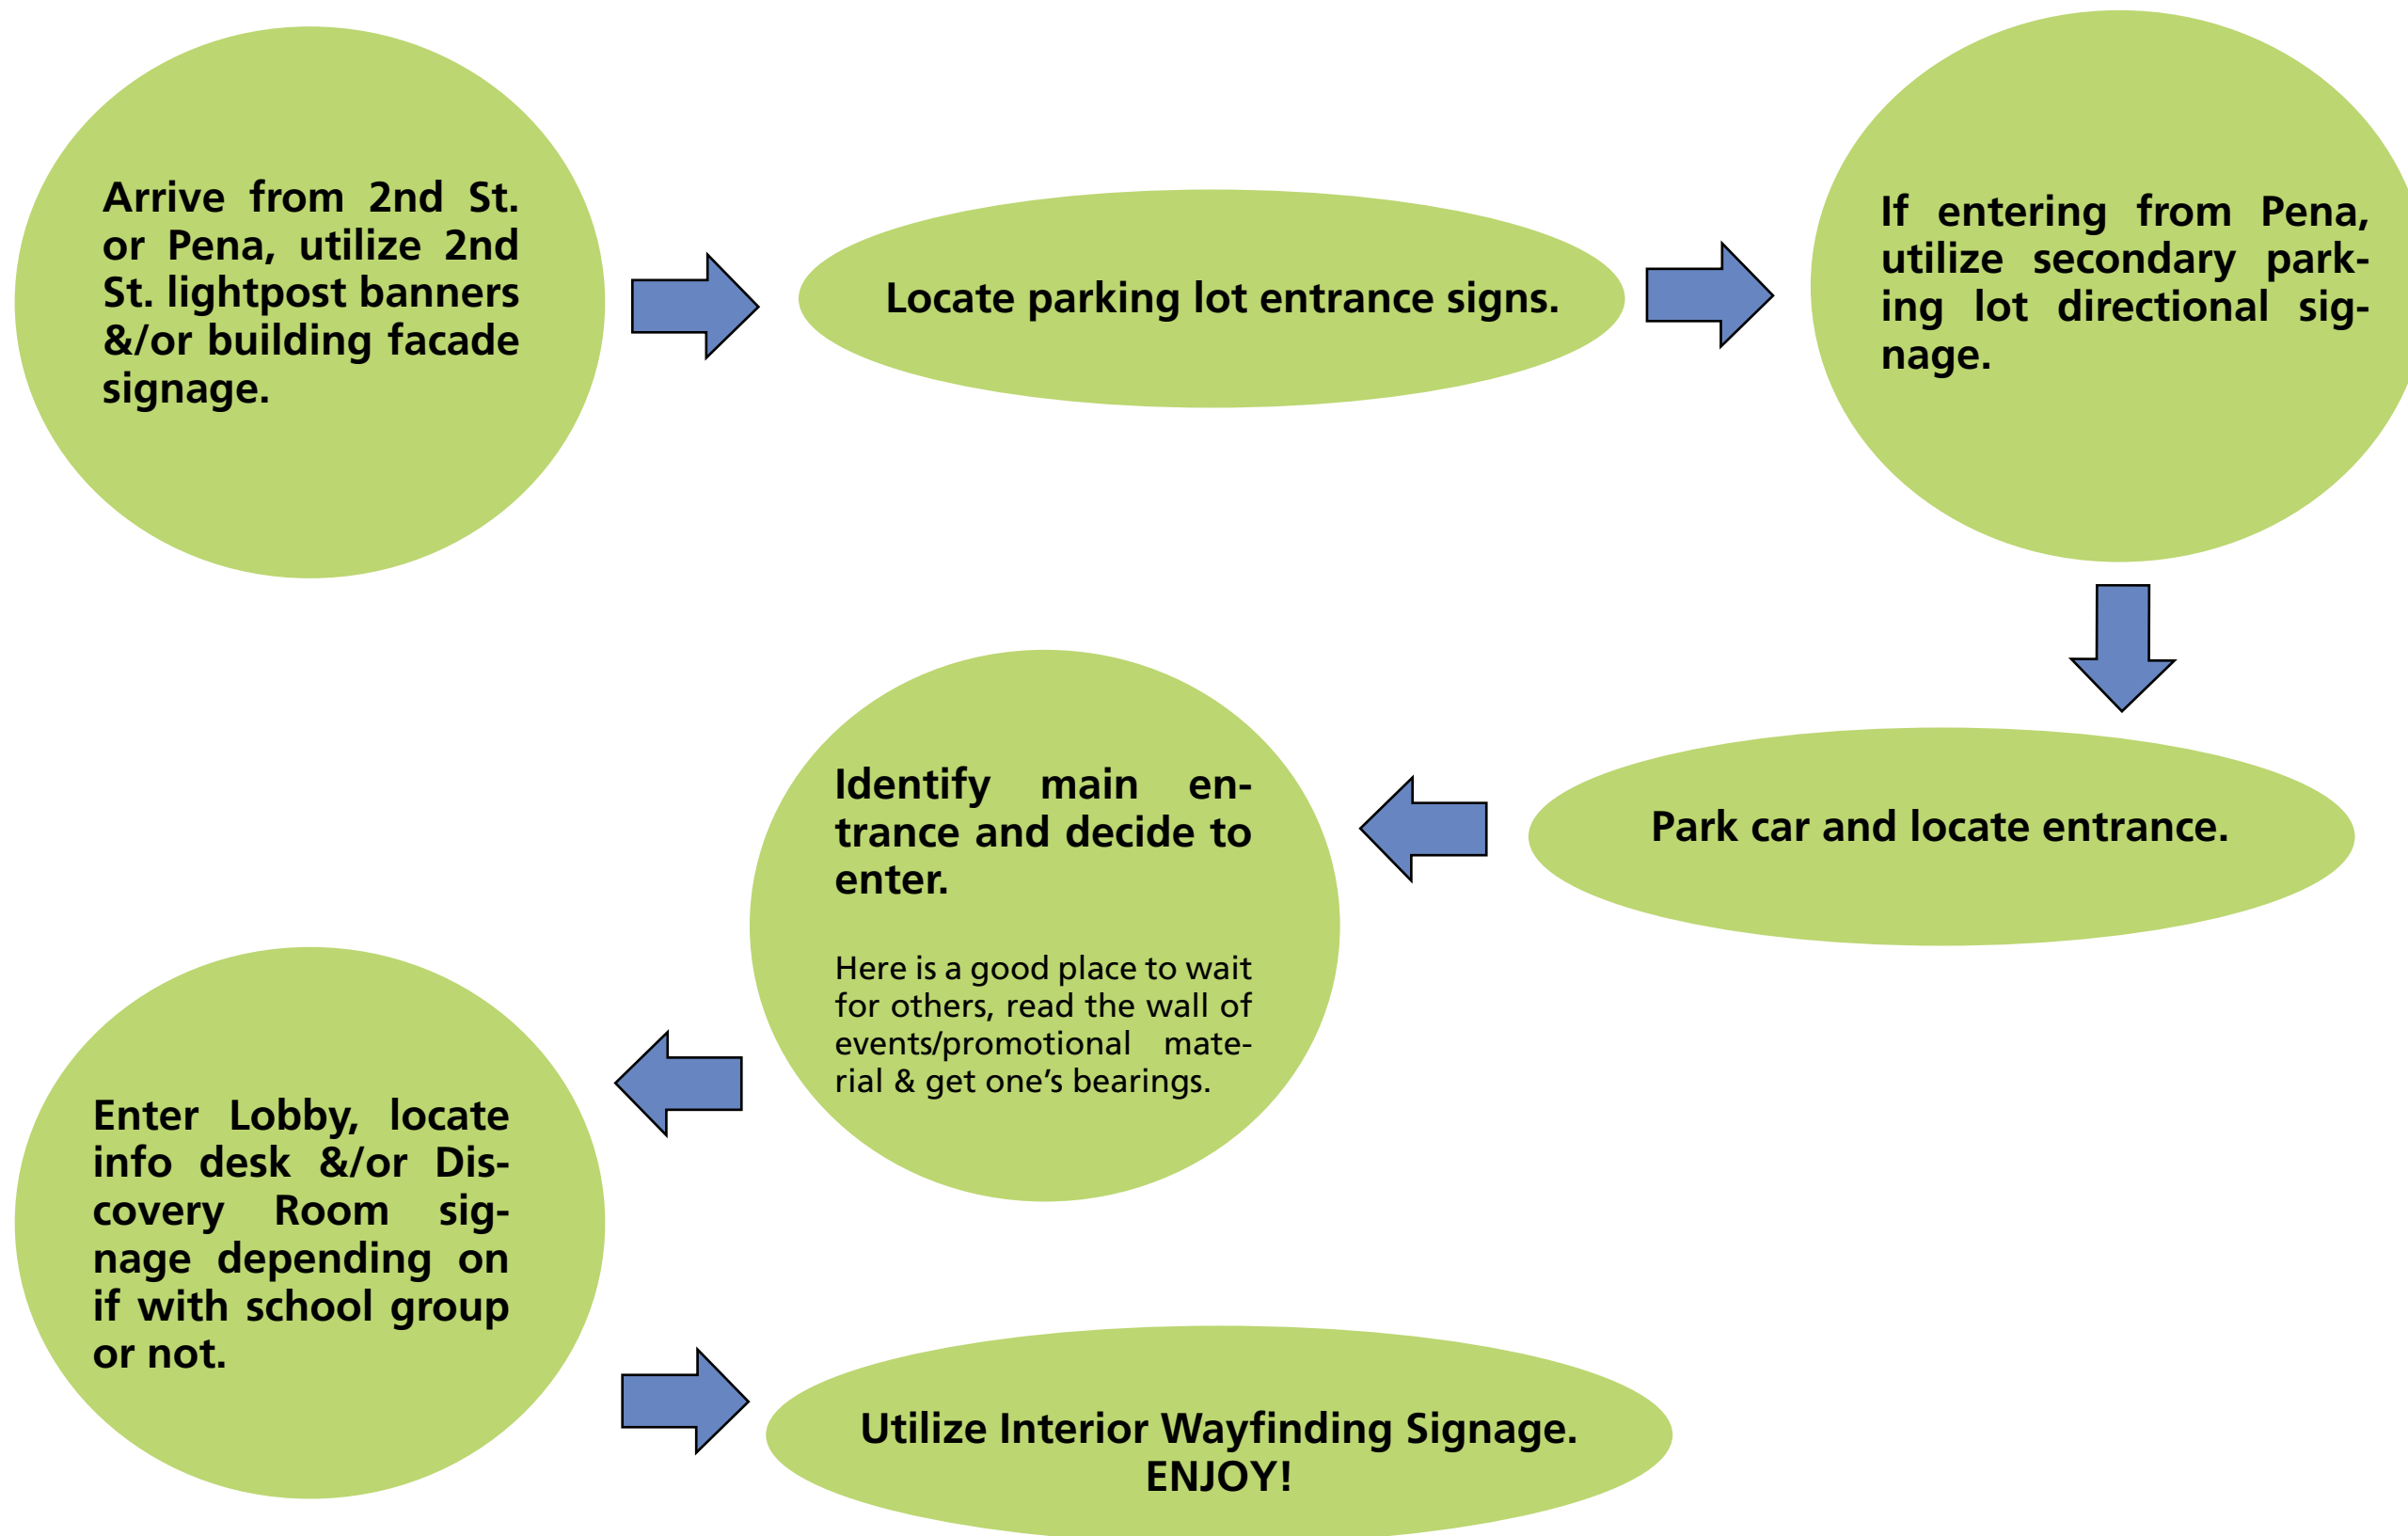 Arrive from 2nd St.
or Pena, utilize 2nd
St. lightpost banners
&/or building facade
signage.
Locate parking lot entrance signs.
If entering from Pena,
utilize secondary park-
ing lot directional sig-
nage.
Park car and locate entrance.
Identify main en-
trance and decide to
enter.
Here is a good place to wait
for others, read the wall of
events/promotional mate-
rial & get one’s bearings.
Enter Lobby, locate
info desk &/or Dis-
covery Room sig-
nage depending on
if with school group
or not.
Utilize Interior Wayfinding Signage.
ENJOY!